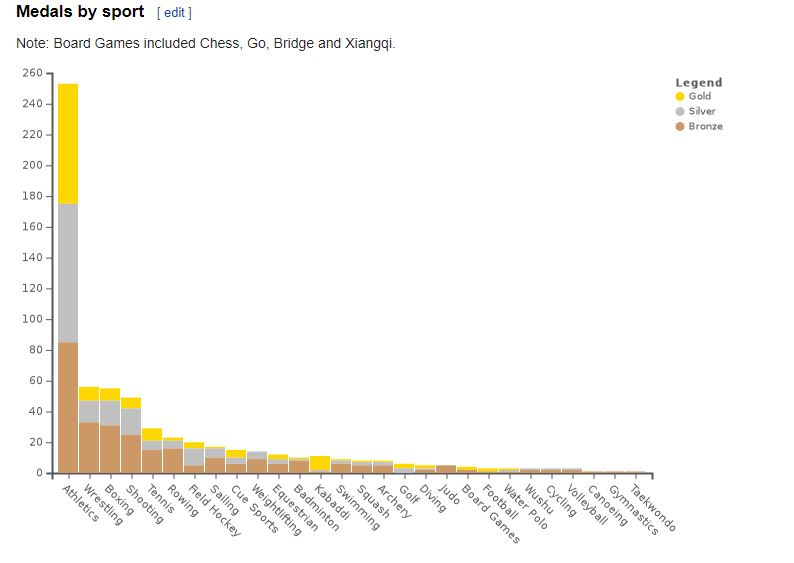 Medals by sport [ edit ]
Note: Board Games included Chess, Go, Bridge and Xiangqi.
260
240
220
200
180
160
140
120
100
80
60
40
20
0
Legend
Gold
Silver
Bronze
Athletics
Wrestling
Boxing
Shooting
Tennis
Rowing
Field Hockey
Sailing
Cue Sports
Weightlifting
Equestrian
Badminton
Kabaddi
Swimming
Squash
Archery
Golf
Diving
Judo
Board Games
Football
Water Polo
Wushu
Cycling
Volleyball
Canoeing
Gymnastics
Taekwondo